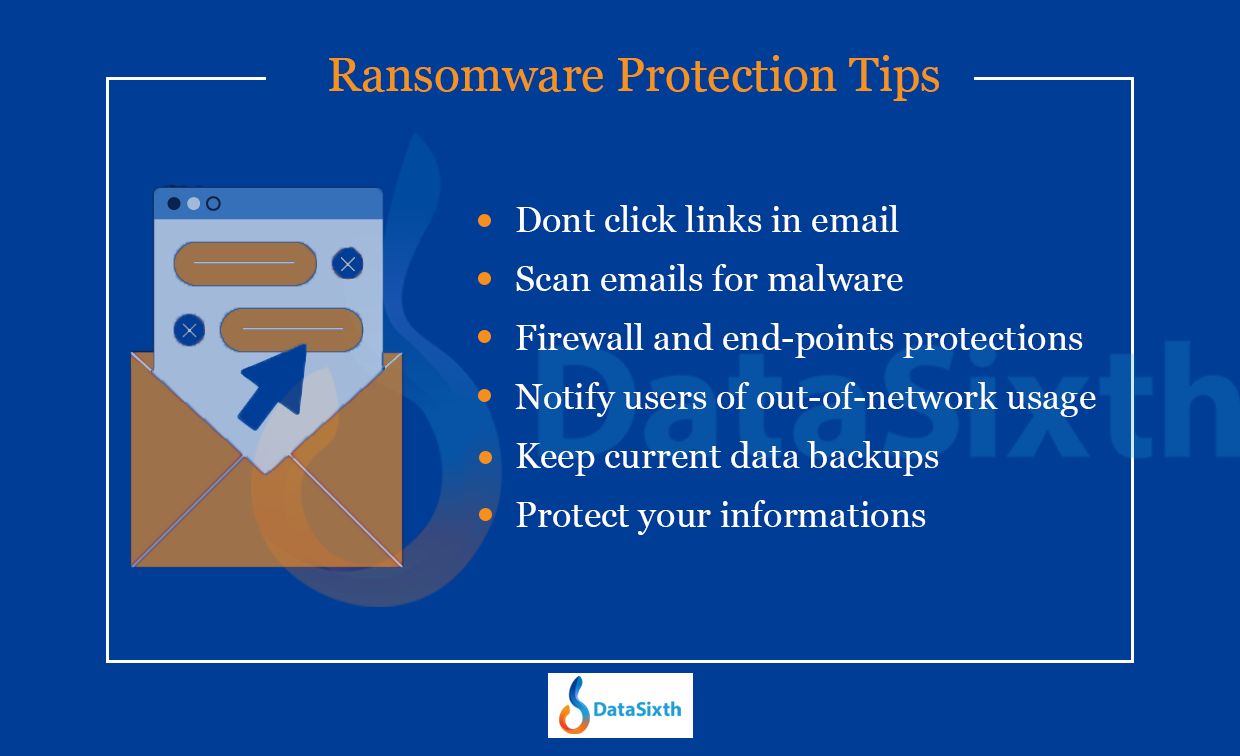 Ransomware Protection Tips
Dont click links in email
Scan emails for malware
Firewall and end-points protections
Notify users of out-of-network usage
Keep current data backups
Protect your informations
DataSixth
DataSixth